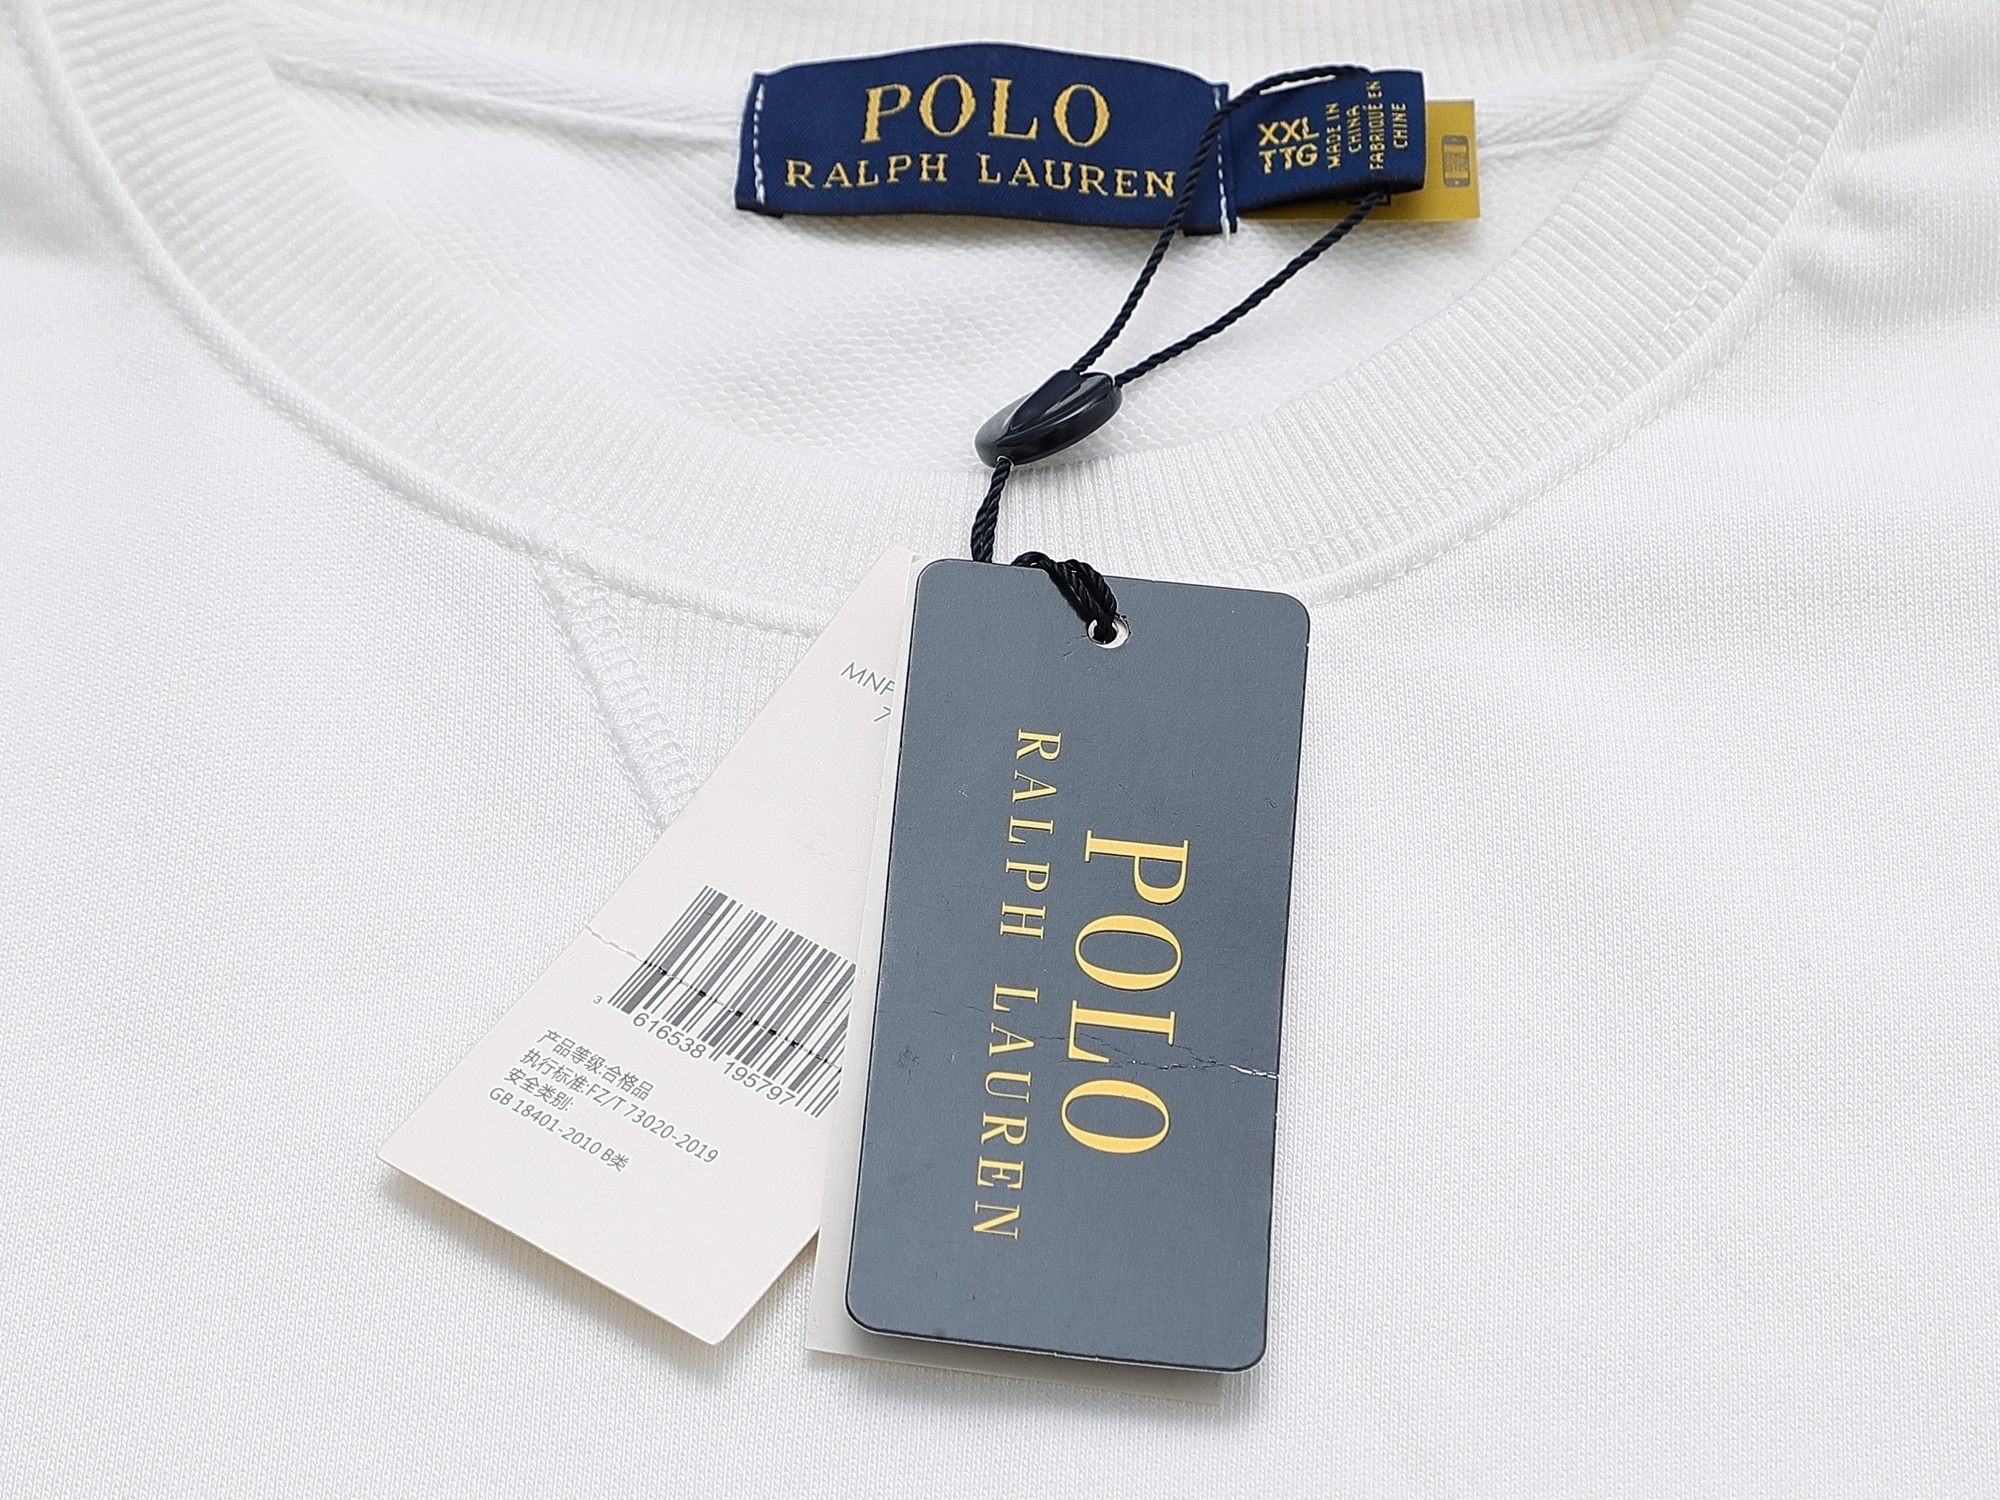 POLO
RALPH LAUREN
XXL
TTG
MADE IN
CHINA
FABRIQUÉ EN
CHINE
POLO
RALPH LAUREN
7
3 616538 195797
产品等级:合格品
执行标准:FZ/T 73020-2019
安全类别:
GB 18401-2010 B类